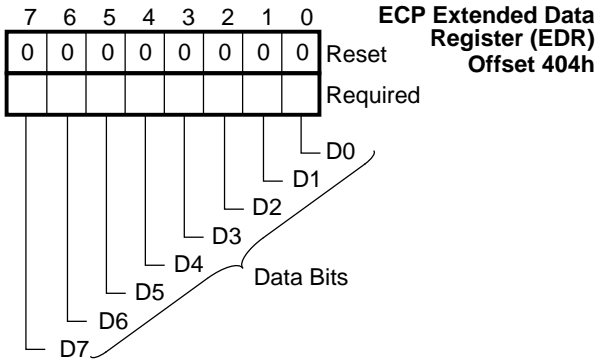 7 6 5 4 3 2 1 0
ECP Extended Data
Register (EDR)
Offset 404h
0 0 0 0 0 0 0 0 Reset
Required
D0
D1
D2
D3
D4
D5
D6
D7
Data Bits